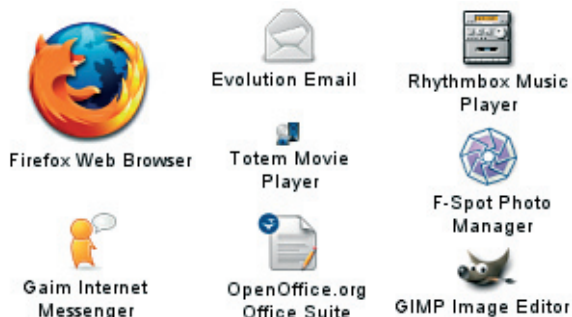 Evolution Email
Rhythmbox Music
Player
Firefox Web Browser
Totem Movie
Player
F-Spot Photo
Manager
Gaim Internet
Messenger
OpenOffice.org
Office Suite
GIMP Image Editor